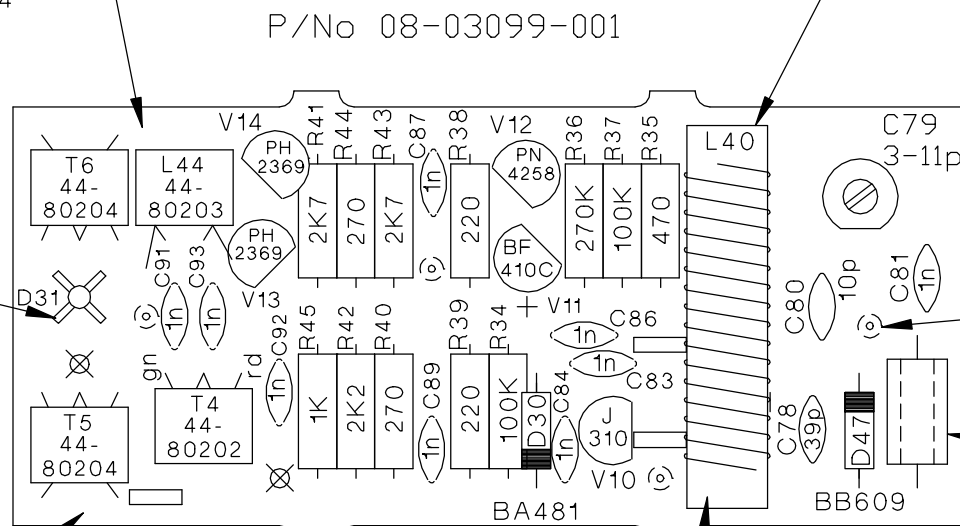 4
P/No 08-03099-001
T6
44-
80204
L44
44-
80203
V14
PH
2369
R41
R44
R43
C87
R38
V12
PN
4258
R36
R37
R35
L40
C79
3-11p
2K7
270
2K7
1n
220
270K
100K
470
PH
2369
V13
BF
410C
V11
D31
C91
C93
1n
1n
C92
1n
R45
R42
R40
R39
R34
C86
1n
1n
C83
C80
10p
C81
1n
gn
rd
T5
44-
80204
T4
44-
80202
1K
2K2
270
C89
1n
220
100K
D30
C84
1n
J
310
V10
C78
39p
D47
BA481
BB609